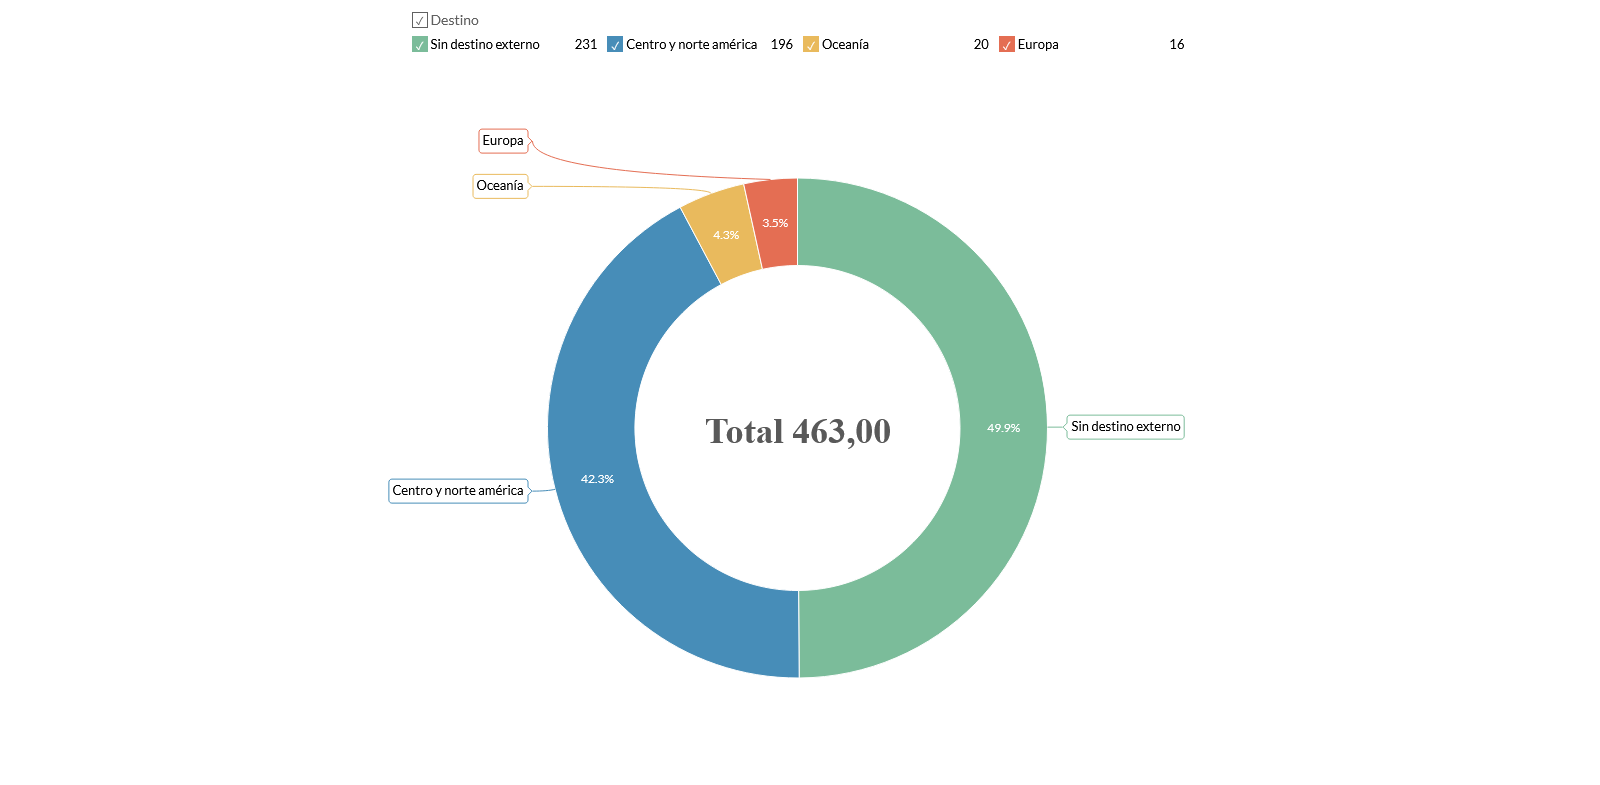 Destino
Sin destino externo 231 Centro y norte américa 196 Oceanía 20 Europa 16
Europa
Oceanía
3.5%
4.3%
Total 463,00
49.9%
Sin destino externo
42.3%
Centro y norte américa